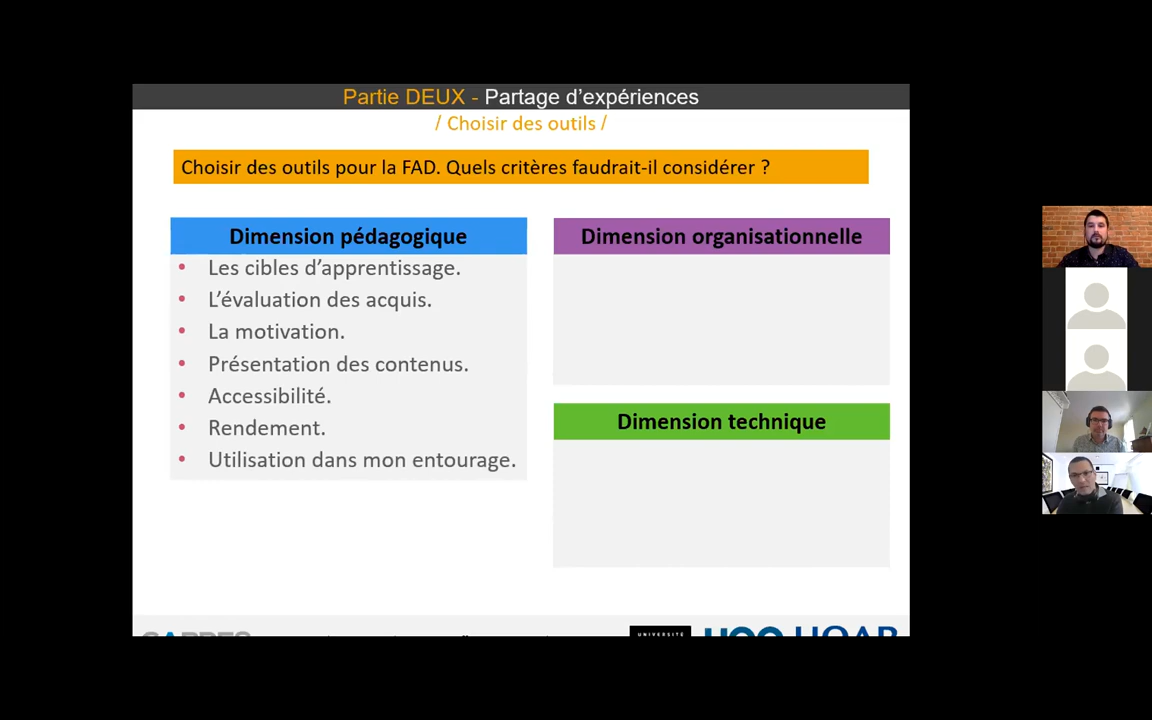 Partie DEUX - Partage d'expériences
/ Choisir des outils /
Choisir des outils pour la FAD. Quels critères faudrait-il considérer ?
Dimension pédagogique
• Les cibles d'apprentissage.
• L'évaluation des acquis.
• La motivation.
• Présentation des contenus.
• Accessibilité.
• Rendement.
• Utilisation dans mon entourage.
Dimension organisationnelle
Dimension technique
UNIVERSITÉ
UQAR